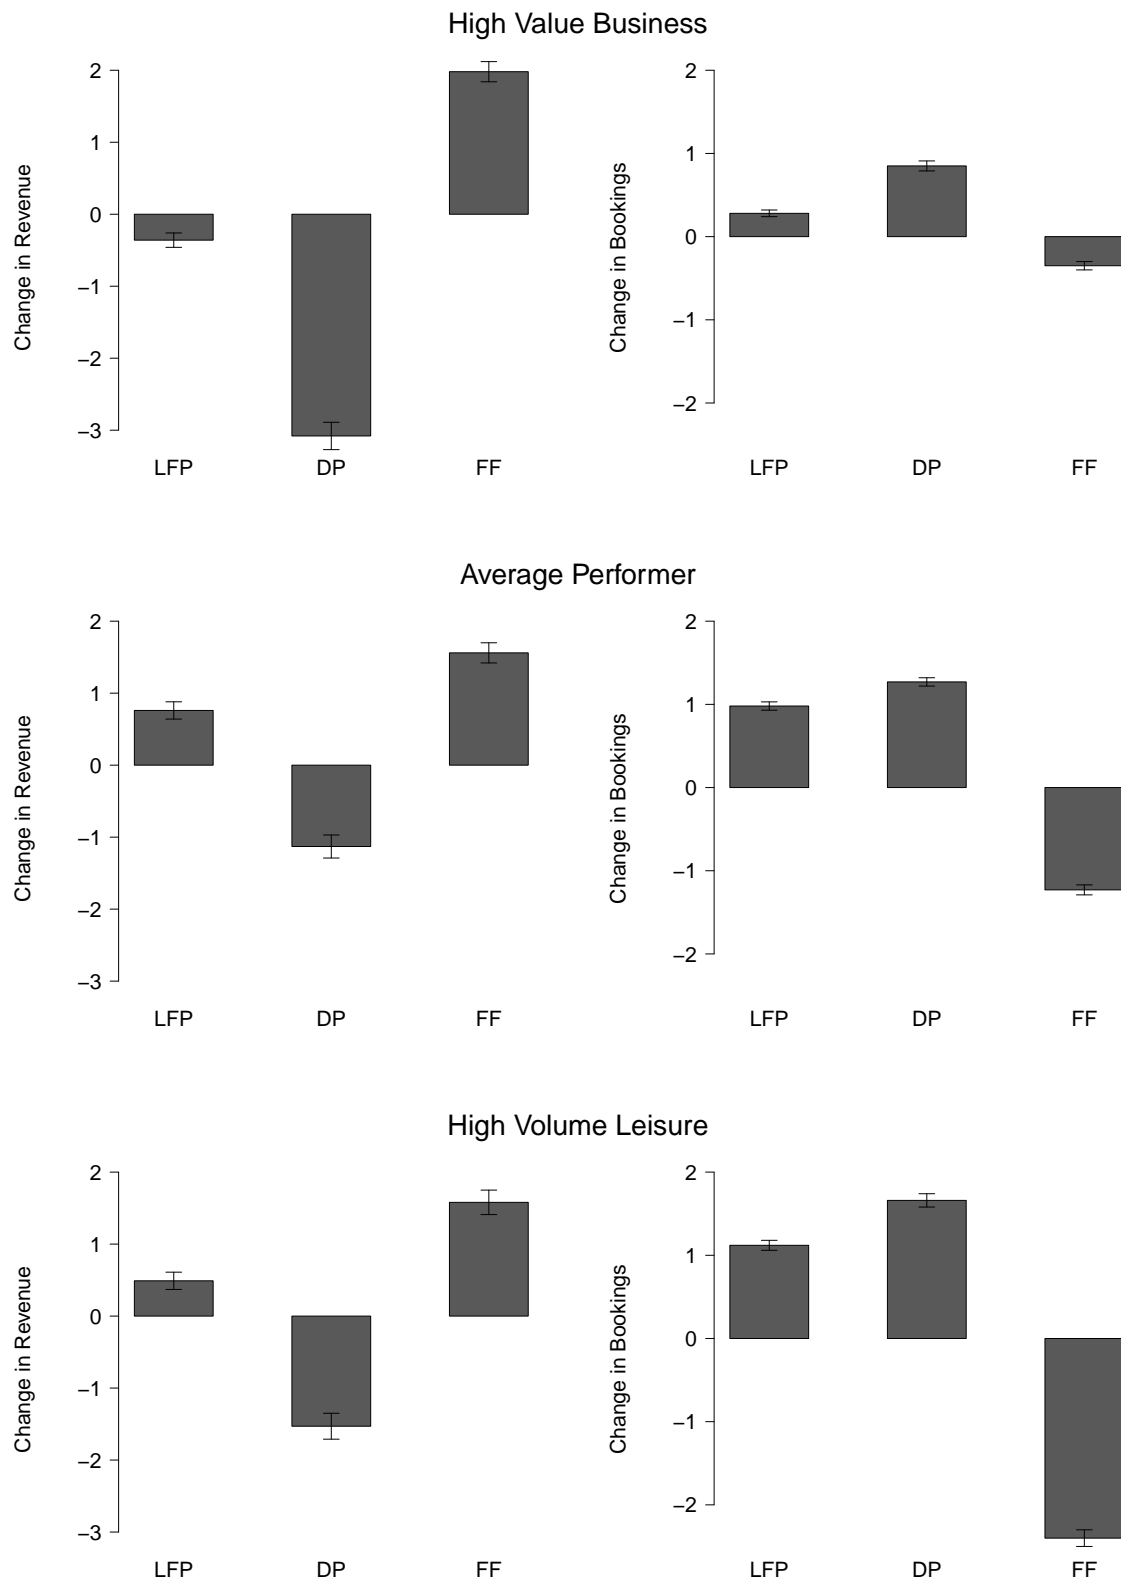 High Value Business
Change in Revenue
2
1
0
−1
−2
−3
LFP DP FF
Change in Bookings
2
1
0
−1
−2
LFP DP FF
Average Performer
Change in Revenue
2
1
0
−1
−2
−3
LFP DP FF
Change in Bookings
2
1
0
−1
−2
LFP DP FF
High Volume Leisure
Change in Revenue
2
1
0
−1
−2
−3
LFP DP FF
Change in Bookings
2
1
0
−1
−2
LFP DP FF